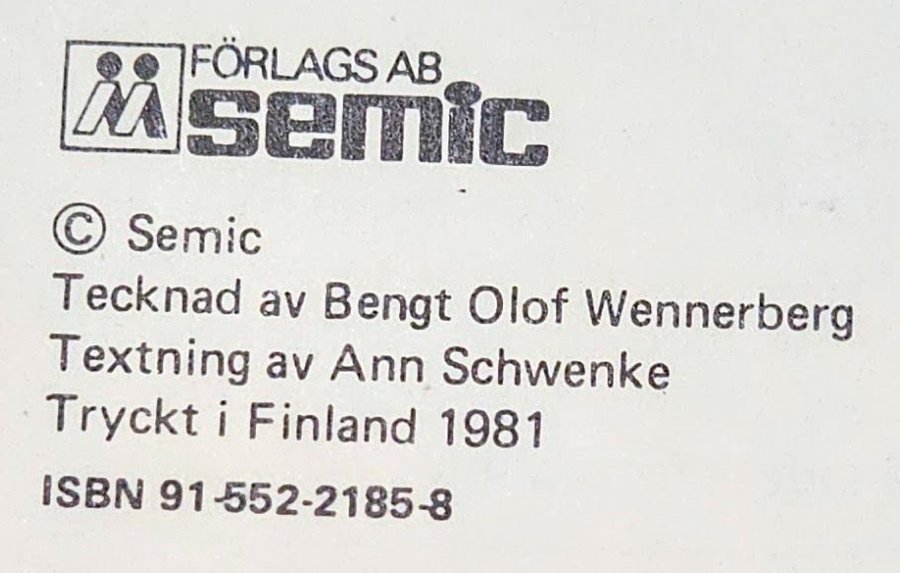 FÖRLAGS AB
semic
© Semic
Tecknad av Bengt Olof Wennerberg
Textning av Ann Schwenke
Tryckt i Finland 1981
ISBN 91-552-2185-8